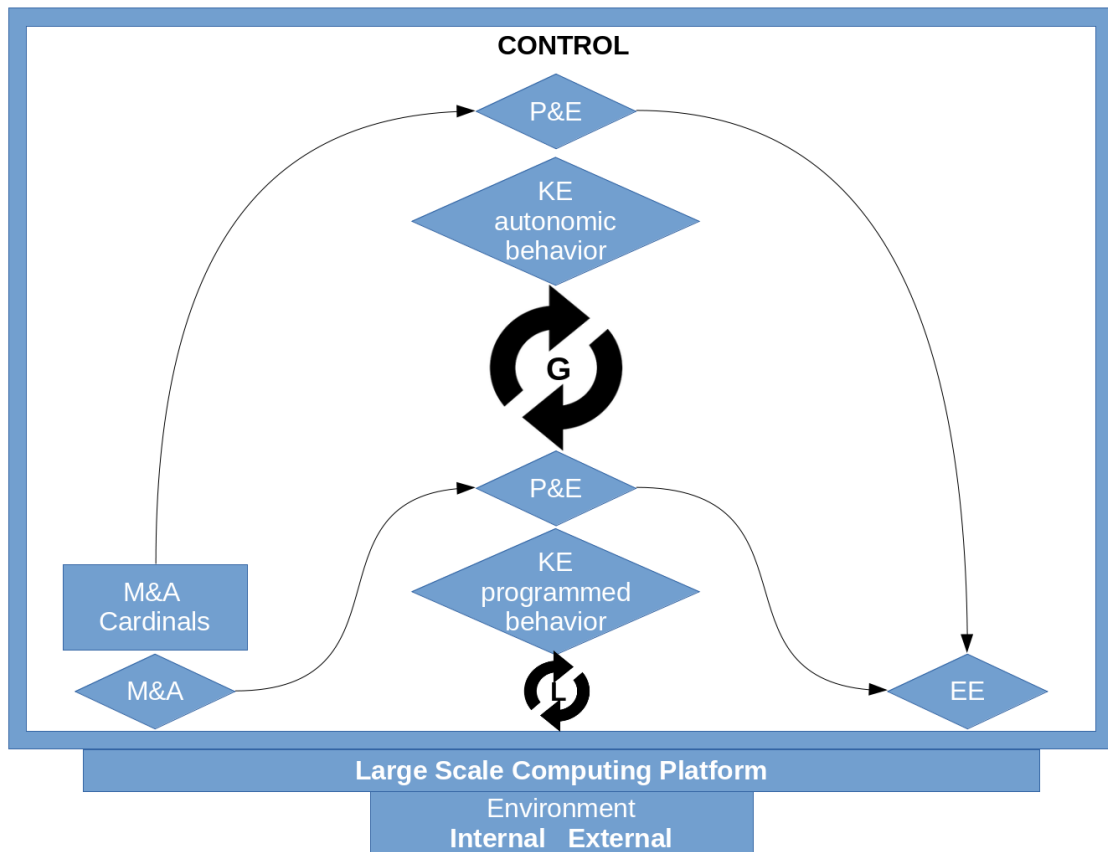 CONTROL
P&E
KE
autonomic
behavior
G
P&E
KE
programmed
behavior
M&A
Cardinals
M&A
L
EE
Large Scale Computing Platform
Environment
Internal External